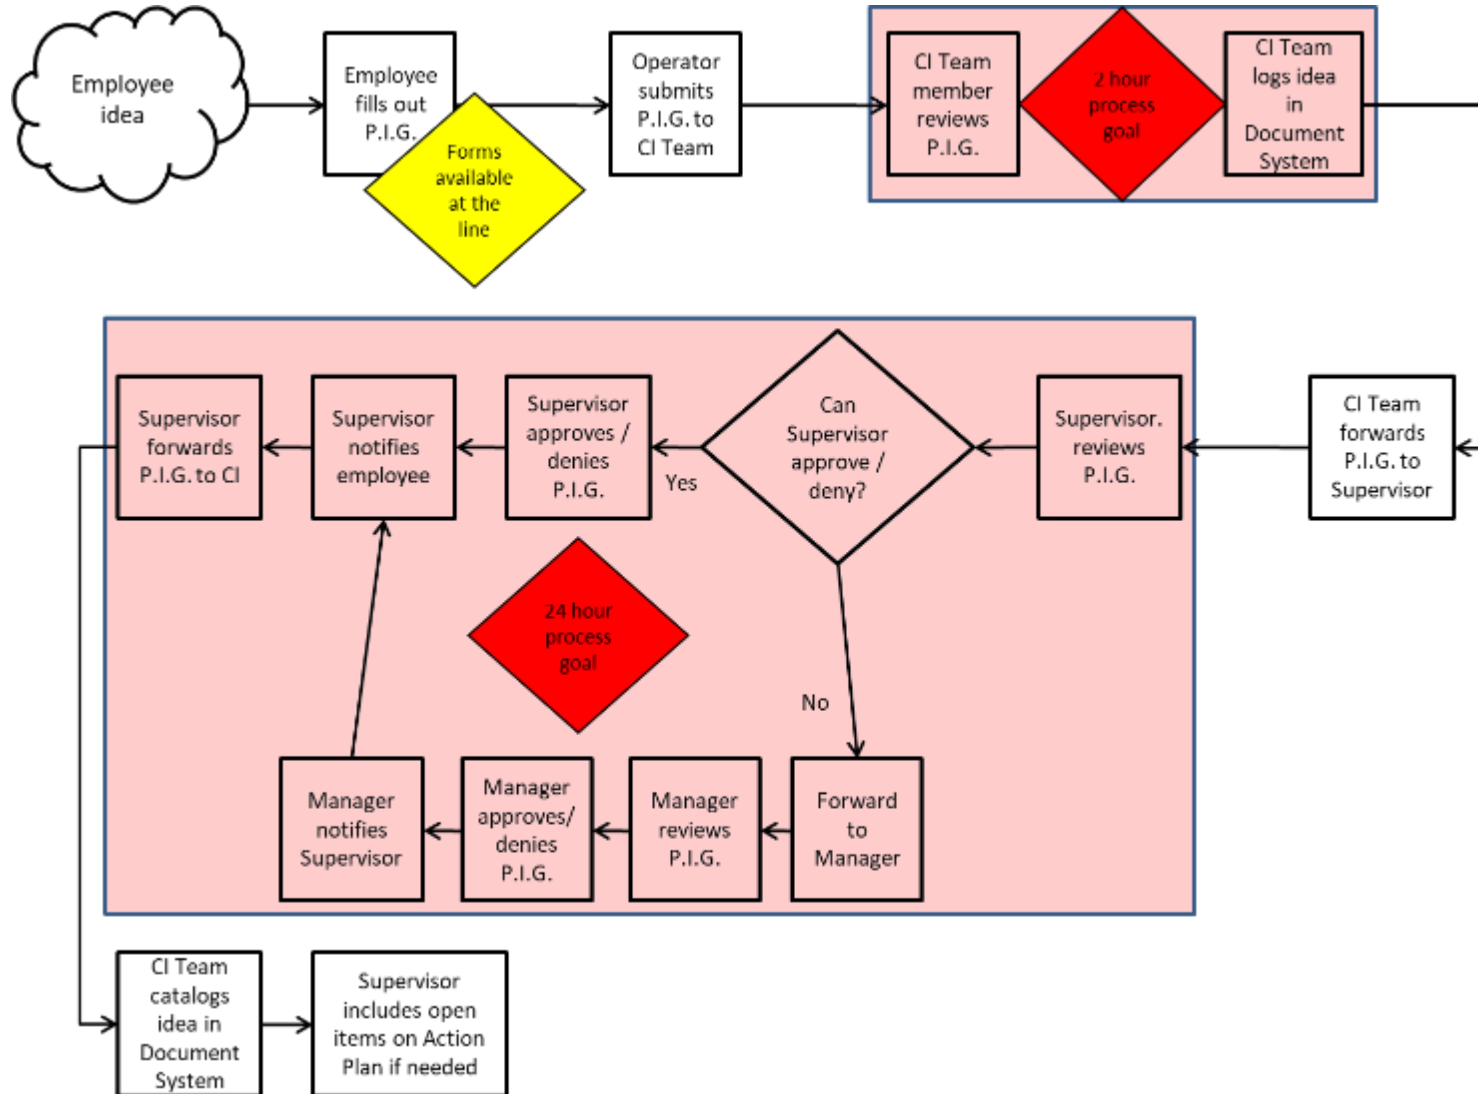 Employee
idea
Employee
fills out
P.I.G.
Forms
available
at the
line
Operator
submits
P.I.G. to
CI Team
CI Team
member
reviews
P.I.G.
2 hour
process
goal
CI Team
logs idea
in
Document
System
CI Team
forwards
P.I.G. to
Supervisor
Supervisor.
reviews
P.I.G.
Can
Supervisor
approve /
deny?
Yes
Supervisor
approves /
denies
P.I.G.
Supervisor
notifies
employee
Supervisor
forwards
P.I.G. to CI
24 hour
process
goal
No
Forward
to
Manager
Manager
reviews
P.I.G.
Manager
approves/
denies
P.I.G.
Manager
notifies
Supervisor
CI Team
catalogs
idea in
Document
System
Supervisor
includes open
items on Action
Plan if needed